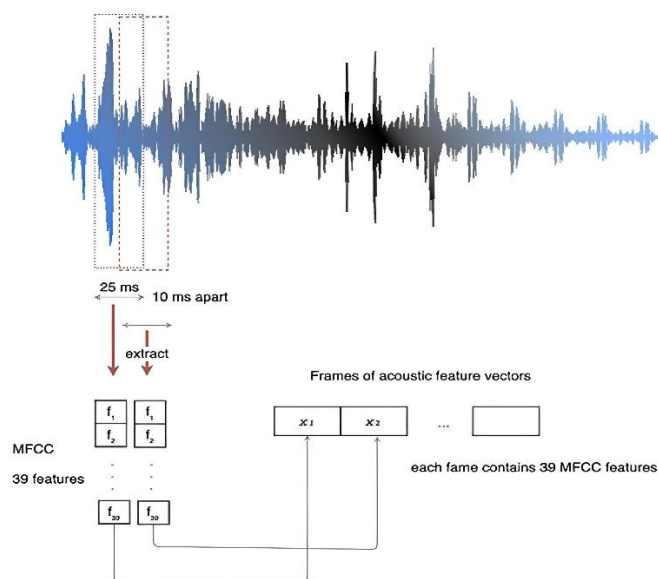 25 ms
10 ms apart
extract
Frames of acoustic feature vectors
f1 f1
f2 f2
x1 x2 ...
MFCC
each fame contains 39 MFCC features
39 features
f39 f39